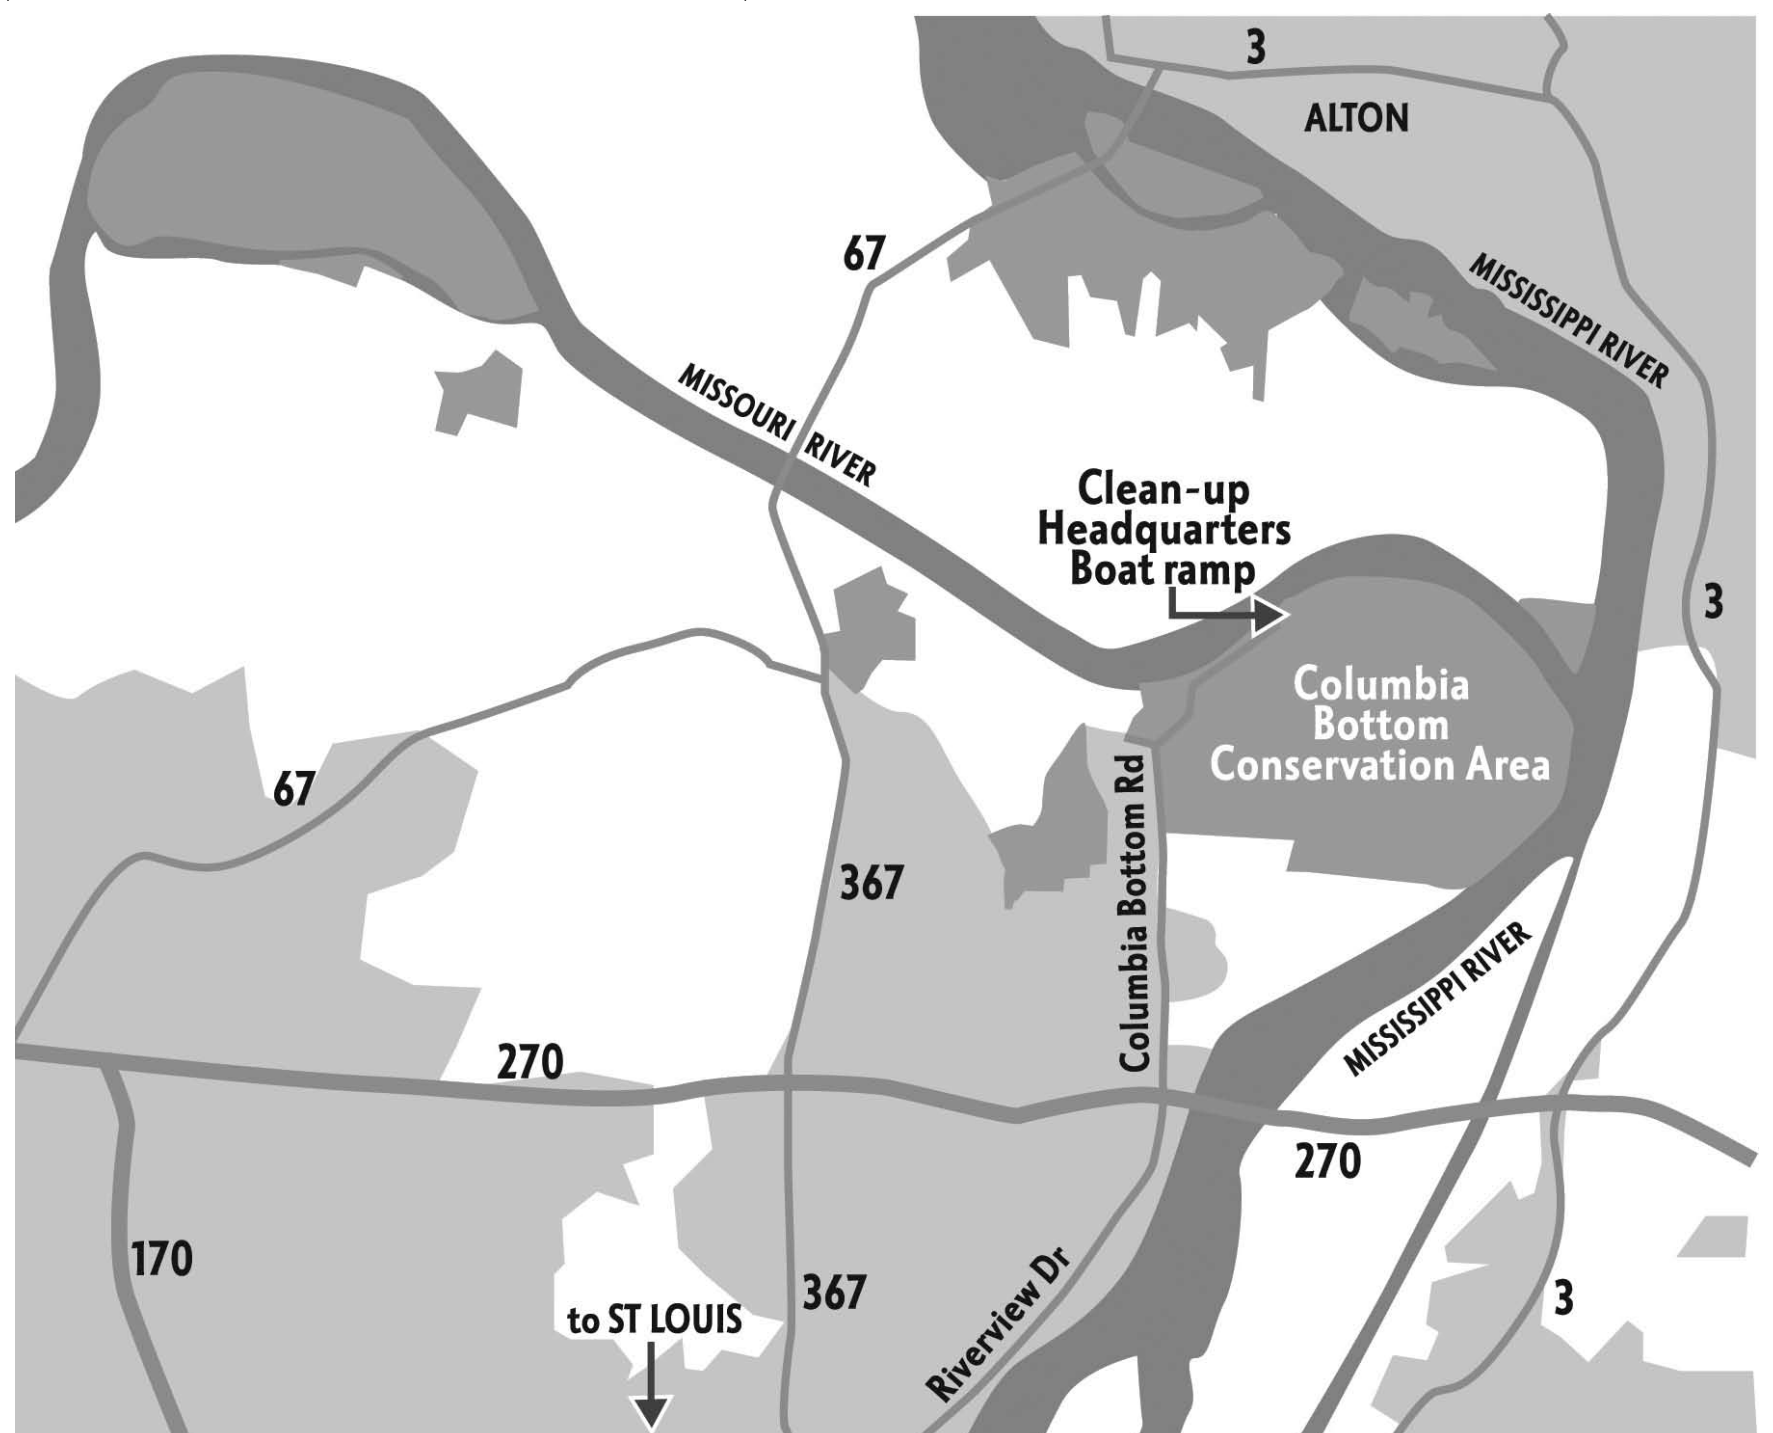 3
ALTON
67
MISSISSIPPI RIVER
MISSOURI RIVER
Clean-up
Headquarters
Boat ramp
3
Columbia
Bottom
Conservation Area
67
Columbia Bottom Rd
367
MISSISSIPPI RIVER
270
270
170
367
Riverview Dr
3
to ST LOUIS